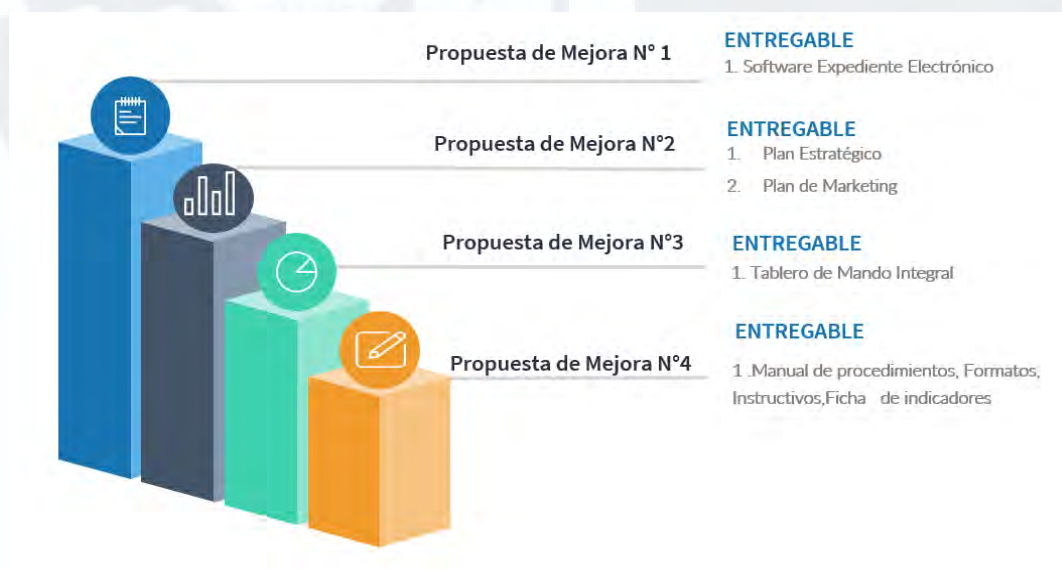 Propuesta de Mejora N° 1
ENTREGABLE
1. Software Expediente Electrónico
Propuesta de Mejora N°2
ENTREGABLE
1. Plan Estratégico
2. Plan de Marketing
Propuesta de Mejora N°3
ENTREGABLE
1. Tablero de Mando Integral
Propuesta de Mejora N°4
ENTREGABLE
1 .Manual de procedimientos, Formatos,
Instructivos,Ficha de indicadores